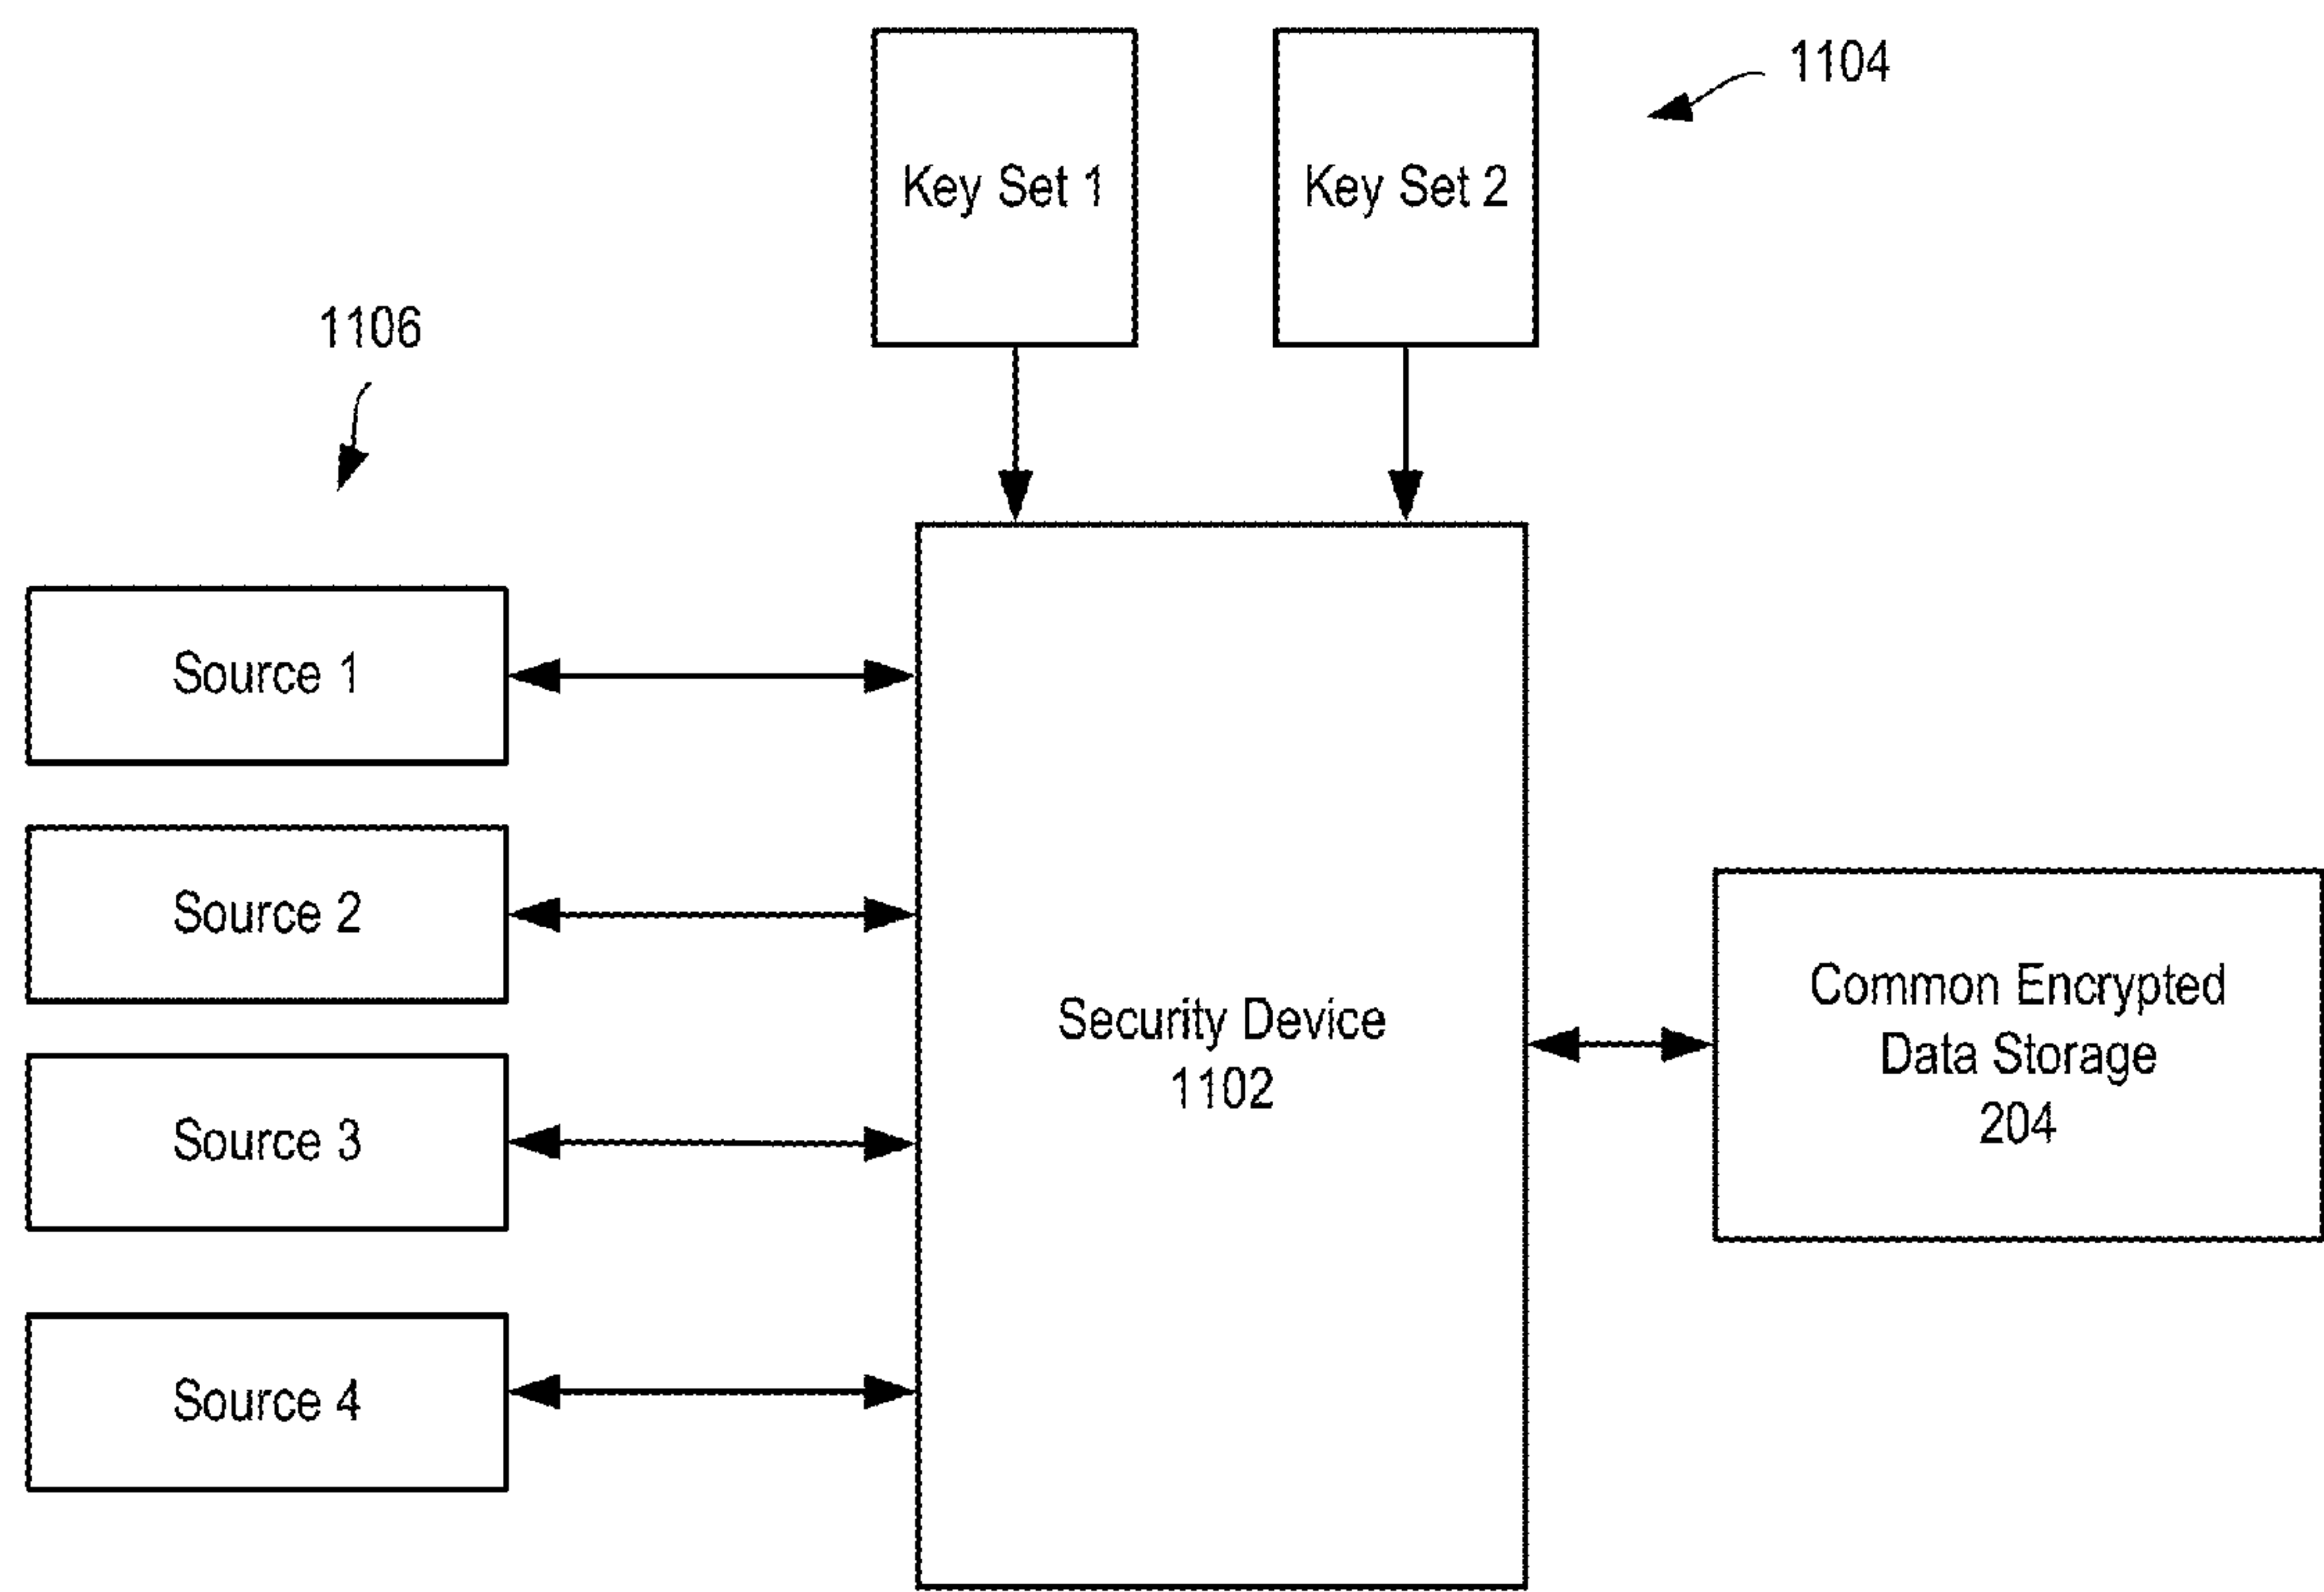 1104
Key Set 1
Key Set 2
1106
Source 1
Source 2
Source 3
Source 4
Security Device
1102
Common Encrypted
Data Storage
204